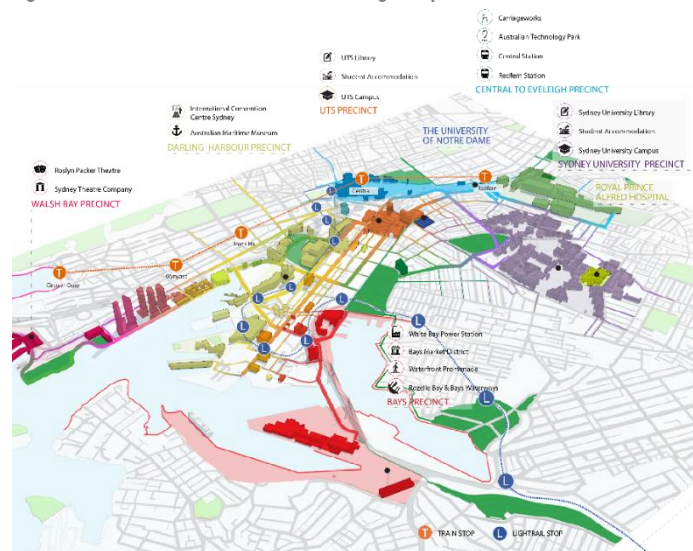 Carriageworks
Australian Technology Park
Central Station
Redfern Station
CENTRAL TO EVELEIGH PRECINCT
UTS Library
Student Accommodation
UTS Campus
UTS PRECINCT
International Convention
Centre Sydney
Australian Maritime Museum
DARLING HARBOUR PRECINCT
THE UNIVERSITY
OF NOTRE DAME
Sydney University Library
Student Accommodation
Sydney University Campus
SYDNEY UNIVERSITY PRECINCT
Roslyn Packer Theatre
Sydney Theatre Company
WALSH BAY PRECINCT
ROYAL PRINCE
ALFRED HOSPITAL
T
Central
T
Redfern
L
L
L
T
Town Hall
L
T
Wynyard
T
Circular Quay
L
L
L
L
L
L
L
White Bay Power Station
Bays Market District
Waterfront Promenade
Rozelle Bay & Bays Waterways
BAYS PRECINCT
L
L
T TRAIN STOP
L LIGHTRAIL STOP